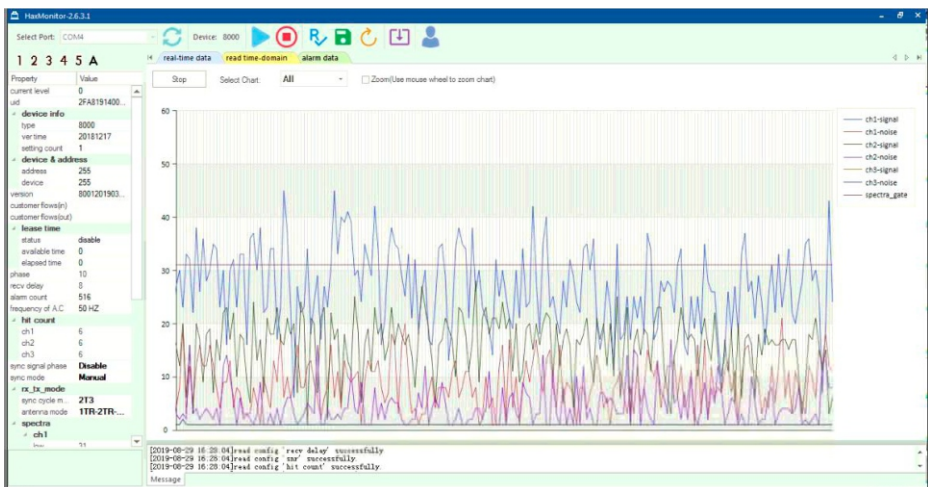 HaxMonitor-2.6.3.1
Select Port: COM4 Device: 8000
1 2 3 4 5 A
real-time data read time-domain alarm data
Property Value
Stop Select Chart: All Zoom(Use mouse wheel to zoom chart)
current level 0
uid 2FA8191400...
device info
type 8000
ver time 20181217
setting count 1
device & address
address 255
device 255
version 8001201903...
customer flows(in)
customer flows(out)
lease time
status disable
available time 0
elapsed time 0
phase 10
recv delay 8
alarm count 516
frequency of A.C 50 HZ
hit count
ch1 6
ch2 6
ch3 6
sync signal phase Disable
sync mode Manual
rx_tx_mode
sync cycle m... 2T3
antenna mode 1TR-2TR-...
spectra
ch1
60
50
40
30
20
10
0
ch1-signal
ch1-noise
ch2-signal
ch2-noise
ch3-signal
ch3-noise
spectra_gate
[2019-08-29 16:28:04]read config 'recv delay' successfully
[2019-08-29 16:28:04]read config 'snr' successfully.
[2019-08-29 16:28:04]read config 'hit count' successfully.
Message